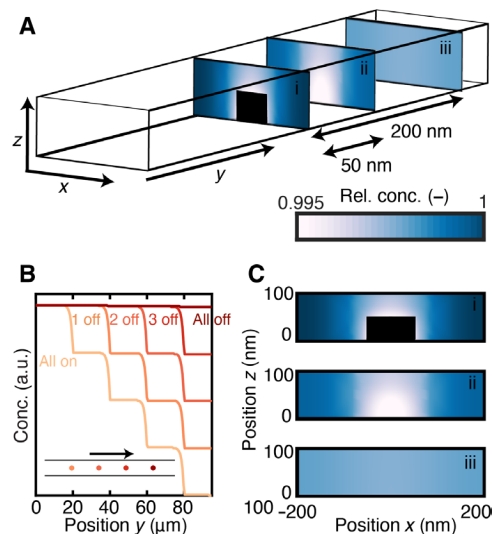 A
i
ii
iii
200 nm
50 nm
z
x
y
Rel. conc. (–)
0.995
1
B
1 off
2 off
3 off
All off
All on
Conc. (a.u.)
0
20
40
60
80
Position y (μm)
C
100
0
i
100
0
ii
100
0
iii
Position z (nm)
100
-200
200
Position x (nm)